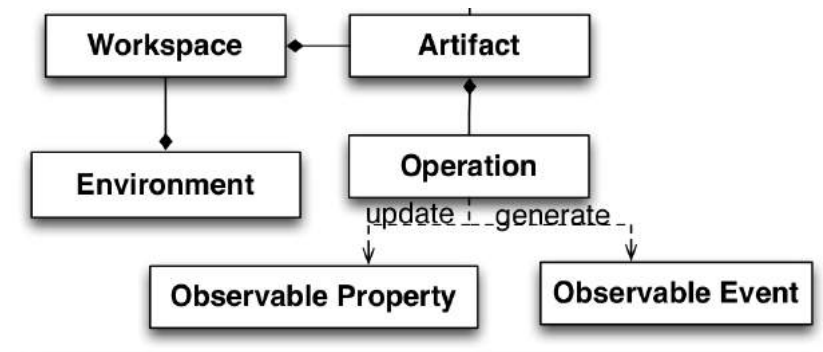 Workspace
Artifact
Environment
Operation
update
generate
Observable Property
Observable Event